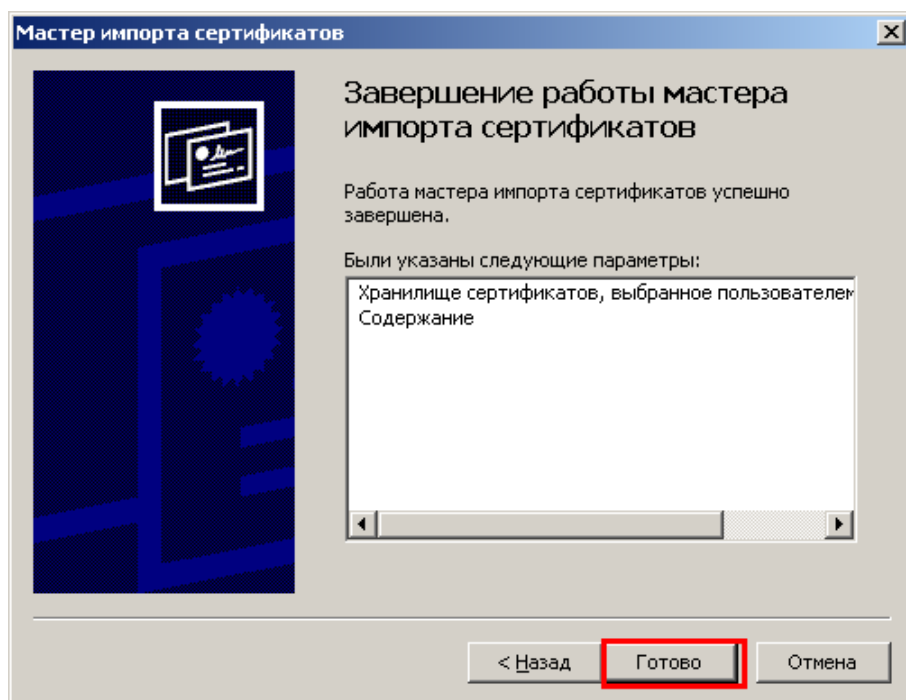 Мастер импорта сертификатов
Завершение работы мастера
импорта сертификатов
Работа мастера импорта сертификатов успешно
завершена.
Были указаны следующие параметры:
Хранилище сертификатов, выбранное пользователем
Содержание
< Назад
Готово
Отмена